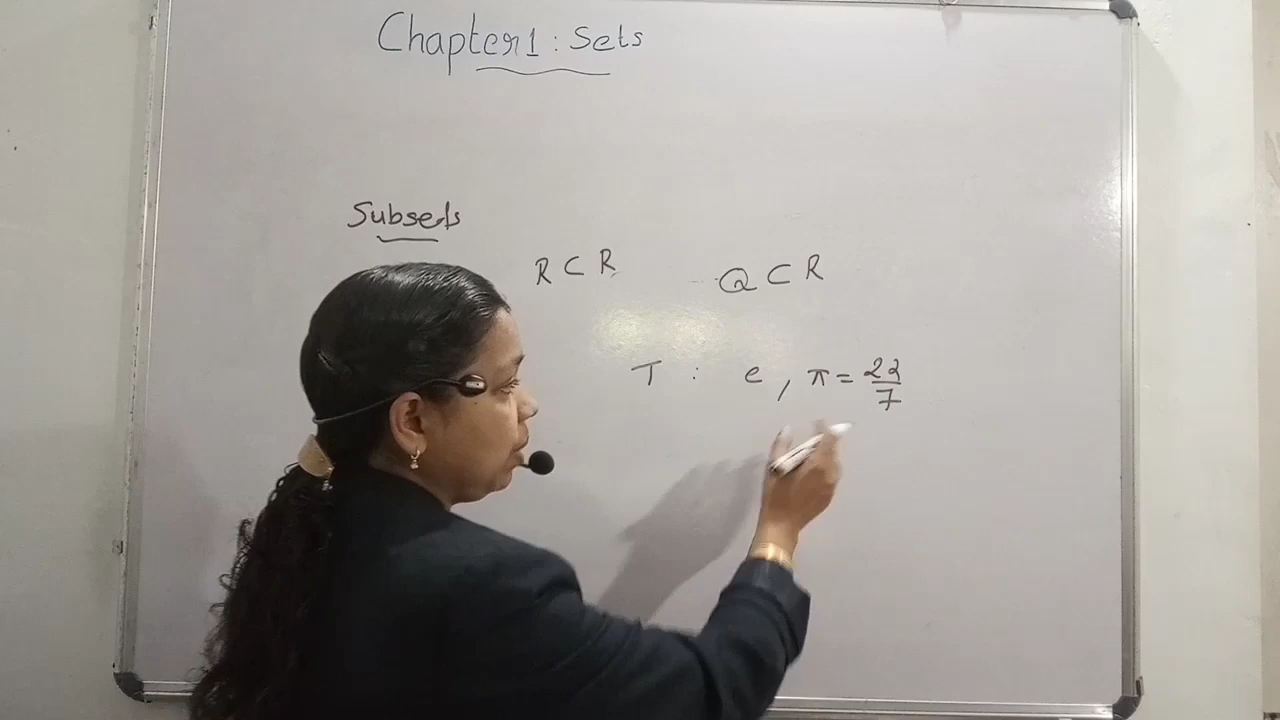 Chapter 1 : Sets
Subsets
R ⊂ R Q ⊂ R
T : e , π = 22/7